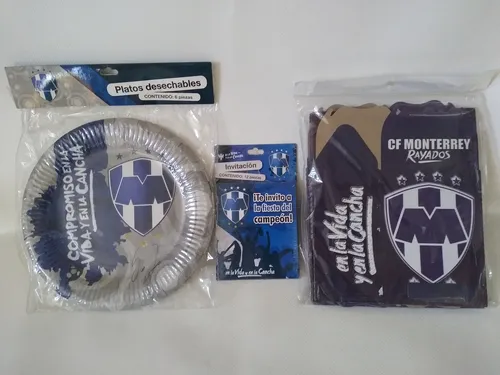 Platos desechables
CONTENIDO: 6 piezas
COMPROMISO EN LA
VIDA Y EN LA CANCHA
Invitación
¡Te invito a
la fiesta del
campeón!
en la Vida y en la Cancha
CF MONTERREY
RAYADOS
en la Vida
y en la Cancha